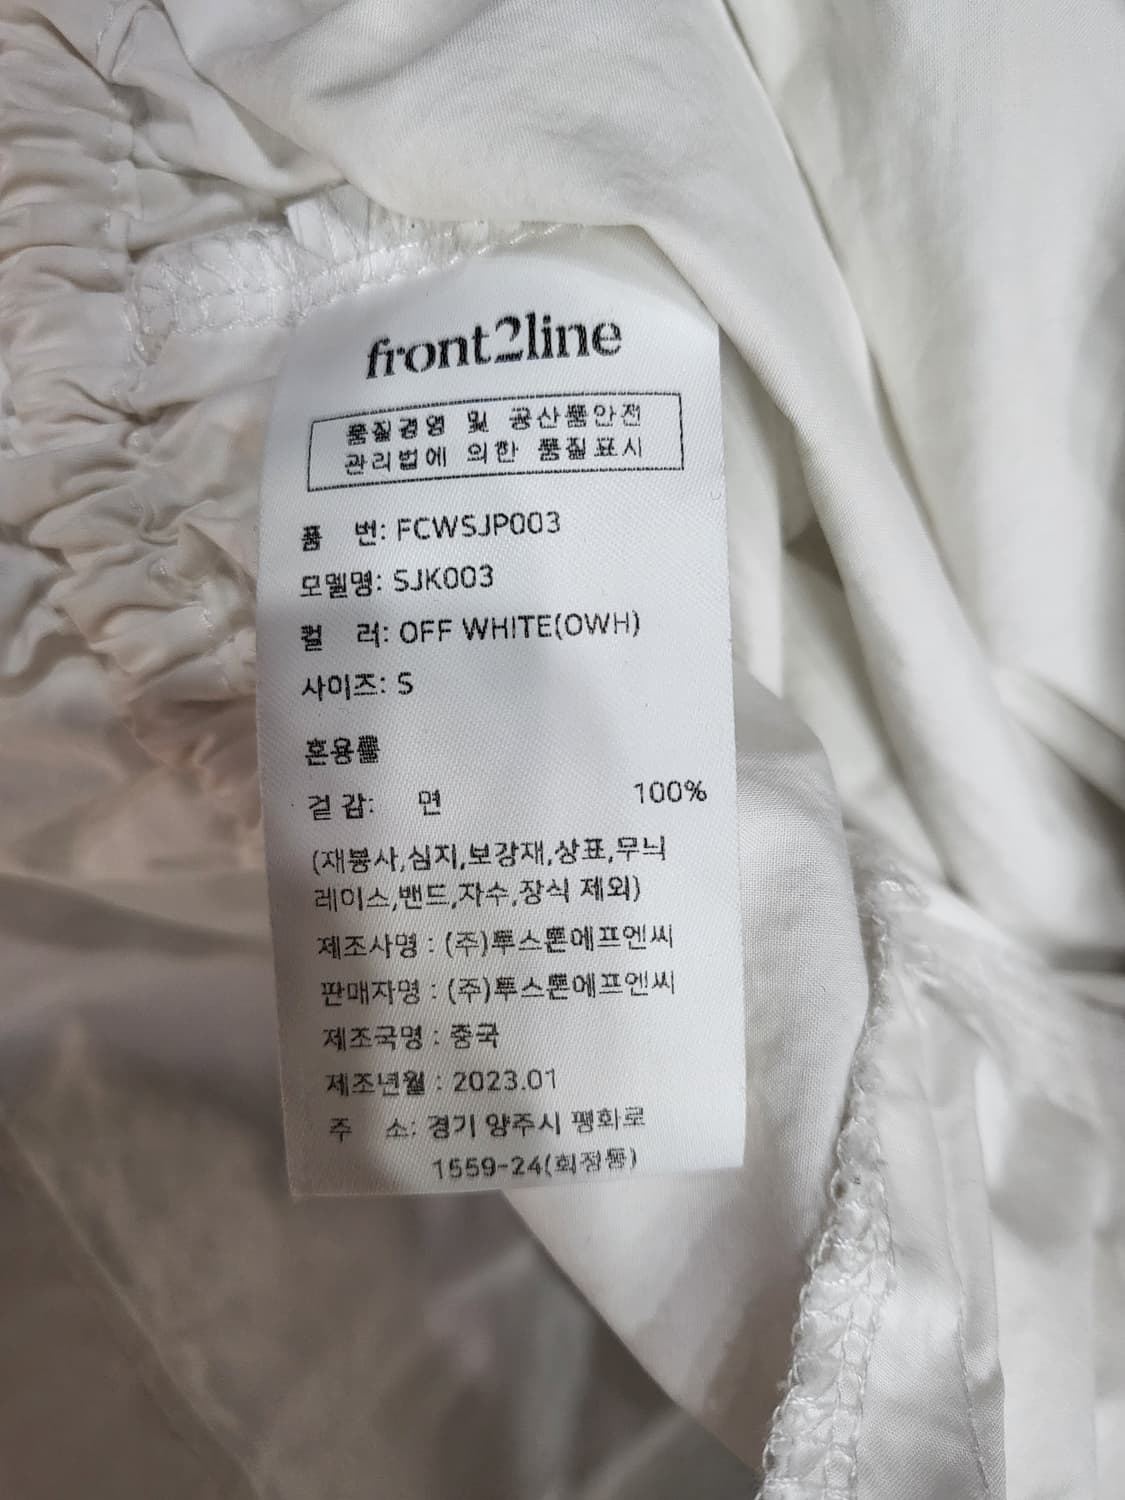 front2line
품질경영 및 공산품안전
관리법에 의한 품질표시
품 번: FCWSJP003
모델명: SJK003
컬 러: OFF WHITE(OWH)
사이즈: S
혼용률
겉 감: 면 100%
(재봉사,심지,보강재,상표,무늬
레이스,밴드,자수,장식 제외)
제조사명 : (주)투스톤에프엔씨
판매자명 : (주)투스톤에프엔씨
제조국명 : 중국
제조년월 : 2023.01
주 소: 경기 양주시 평화로
1559-24(회정동)